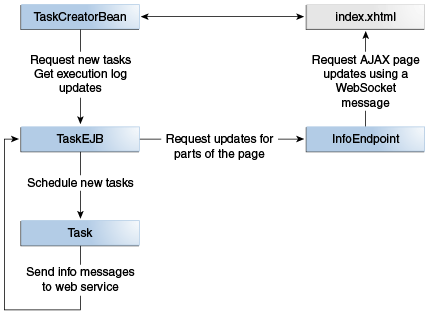 TaskCreatorBean
index.xhtml
Request new tasks
Get execution log
updates
Request AJAX page
updates using a
WebSocket
message
TaskEJB
Request updates for
parts of the page
InfoEndpoint
Schedule new tasks
Task
Send info messages
to web service